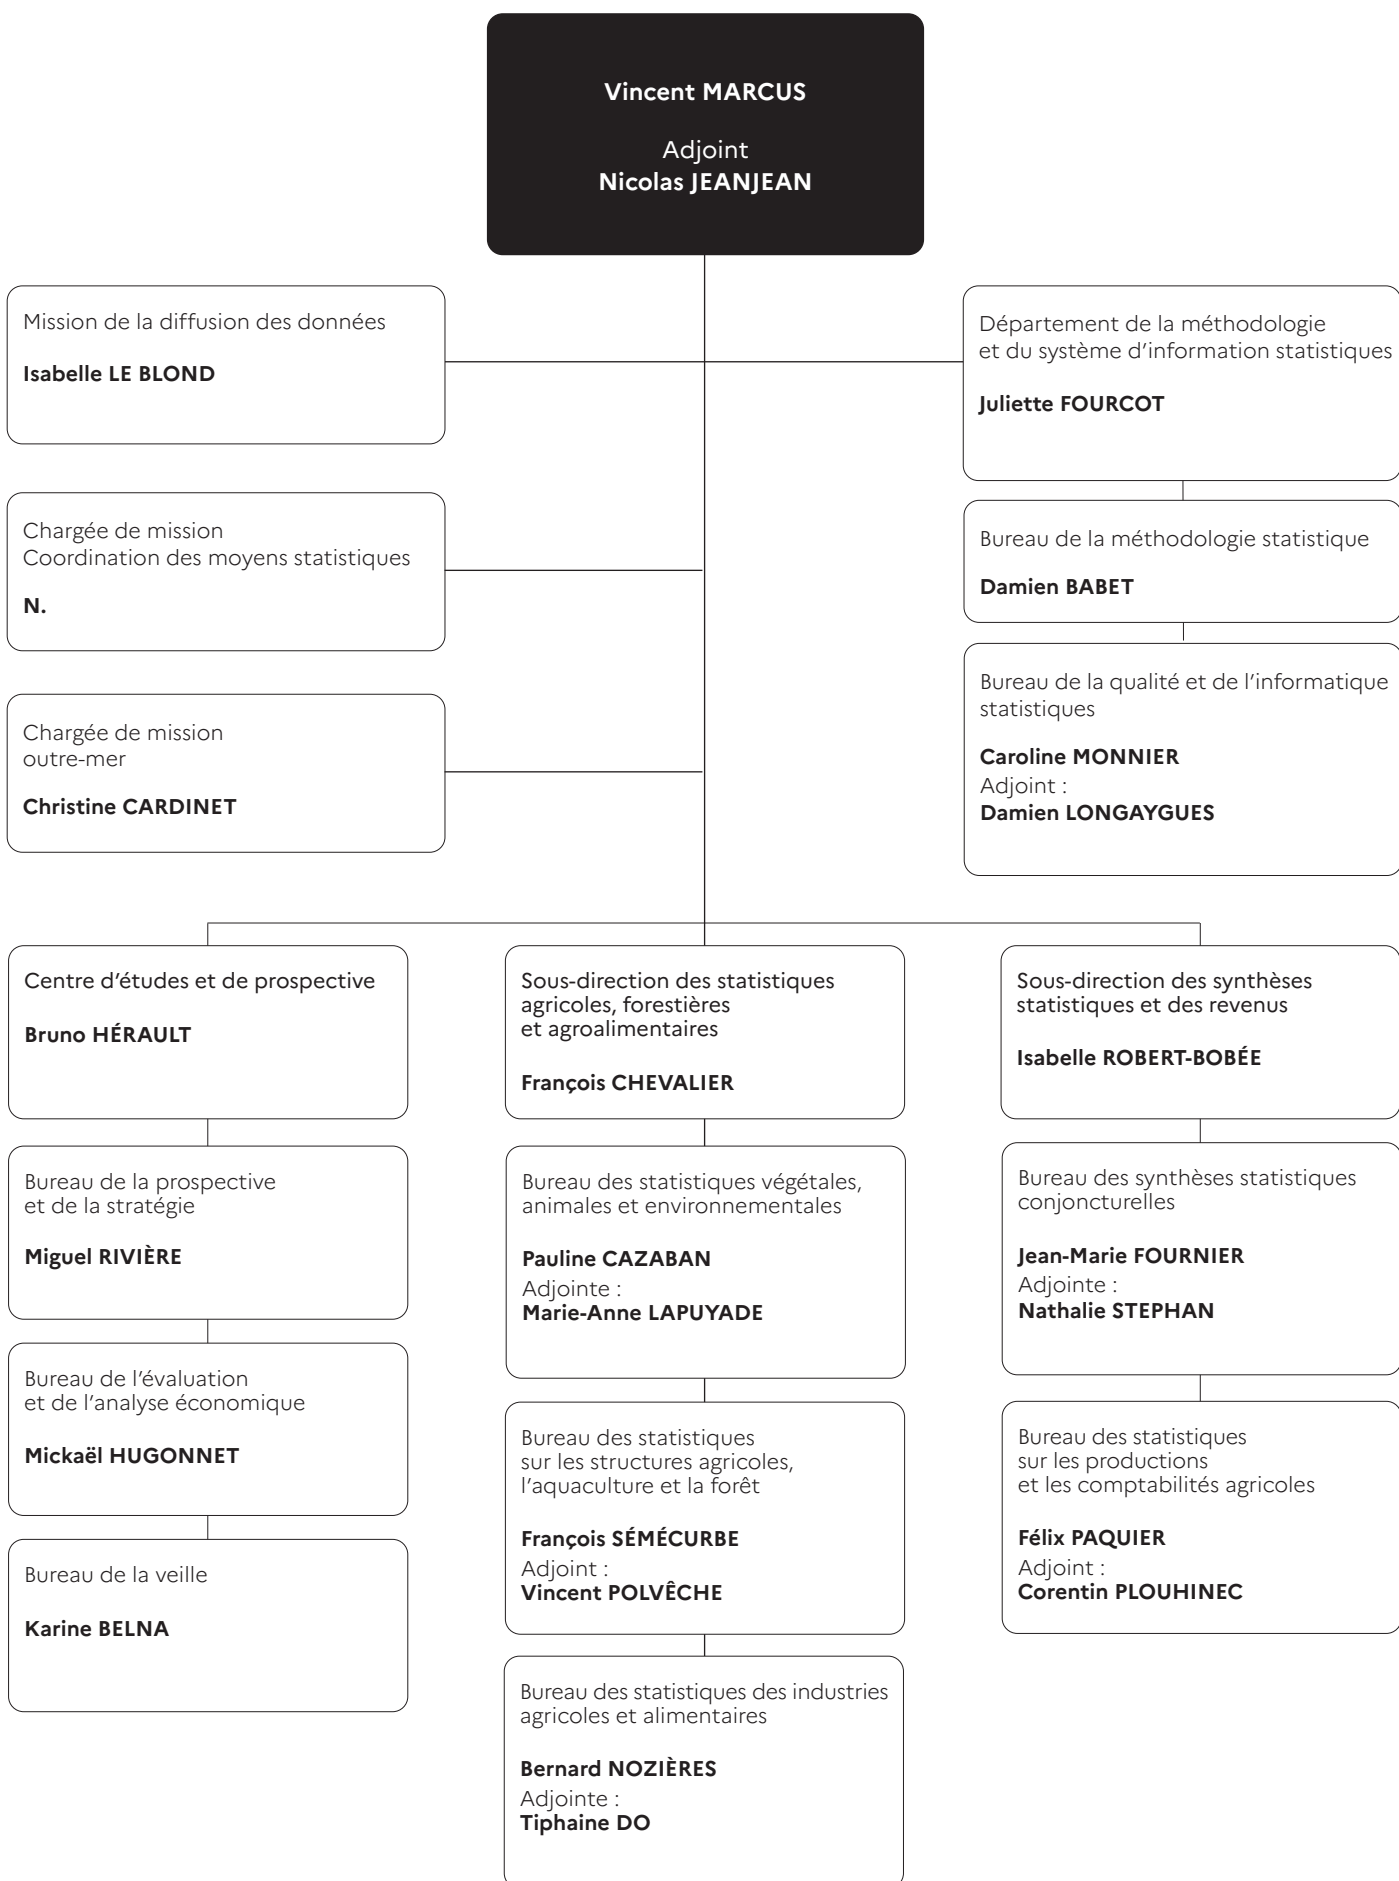 Vincent MARCUS
Adjoint
Nicolas JEANJEAN
Mission de la diffusion des données
Isabelle LE BLOND
Département de la méthodologie
et du système d'information statistiques
Juliette FOURCOT
Chargée de mission
Coordination des moyens statistiques
N.
Bureau de la méthodologie statistique
Damien BABET
Bureau de la qualité et de l'informatique
statistiques
Caroline MONNIER
Adjoint :
Damien LONGAYGUES
Chargée de mission
outre-mer
Christine CARDINET
Centre d'études et de prospective
Bruno HÉRAULT
Bureau de la prospective
et de la stratégie
Miguel RIVIÈRE
Bureau de l'évaluation
et de l'analyse économique
Mickaël HUGONNET
Bureau de la veille
Karine BELNA
Sous-direction des statistiques
agricoles, forestières
et agroalimentaires
François CHEVALIER
Bureau des statistiques végétales,
animales et environnementales
Pauline CAZABAN
Adjointe :
Marie-Anne LAPUYADE
Bureau des statistiques
sur les structures agricoles,
l'aquaculture et la forêt
François SÉMÉCURBE
Adjoint :
Vincent POLVÊCHE
Bureau des statistiques des industries
agricoles et alimentaires
Bernard NOZIÈRES
Adjointe :
Tiphaine DO
Sous-direction des synthèses
statistiques et des revenus
Isabelle ROBERT-BOBÉE
Bureau des synthèses statistiques
conjoncturelles
Jean-Marie FOURNIER
Adjointe :
Nathalie STEPHAN
Bureau des statistiques
sur les productions
et les comptabilités agricoles
Félix PAQUIER
Adjoint :
Corentin PLOUHINEC